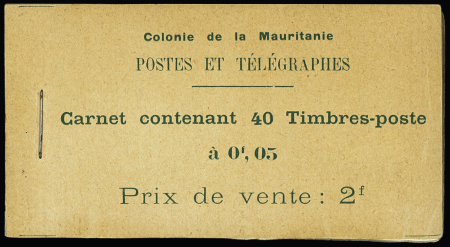 Colonie de la Mauritanie
POSTES ET TÉLÉGRAPHES
Carnet contenant 40 Timbres-poste
à 0f,05
Prix de vente : 2f